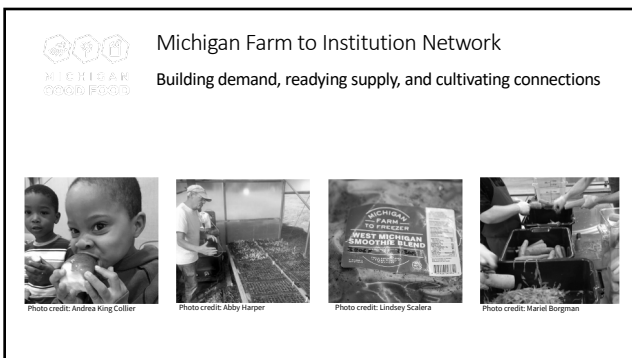 Michigan Farm to Institution Network
MICHIGAN
GOOD FOOD
Building demand, readying supply, and cultivating connections
MICHIGAN
FARM
TO FREEZER
WEST MICHIGAN
SMOOTHIE BLEND
Photo credit: Andrea King Collier
Photo credit: Abby Harper
Photo credit: Lindsey Scalera
Photo credit: Mariel Borgman